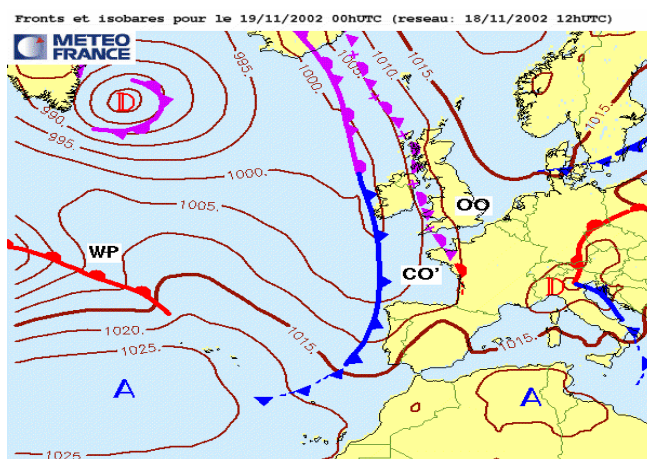 Fronts et isobares pour le 19/11/2002 00hUTC (reseau: 18/11/2002 12hUTC)
METEO
FRANCE
995.
1000.
1005.
1010.
1015.
D
990.
995.
1015.
1000.
1005.
OO
WP
CO'
D
1020.
1015.
1015.
1025.
A
A
1025